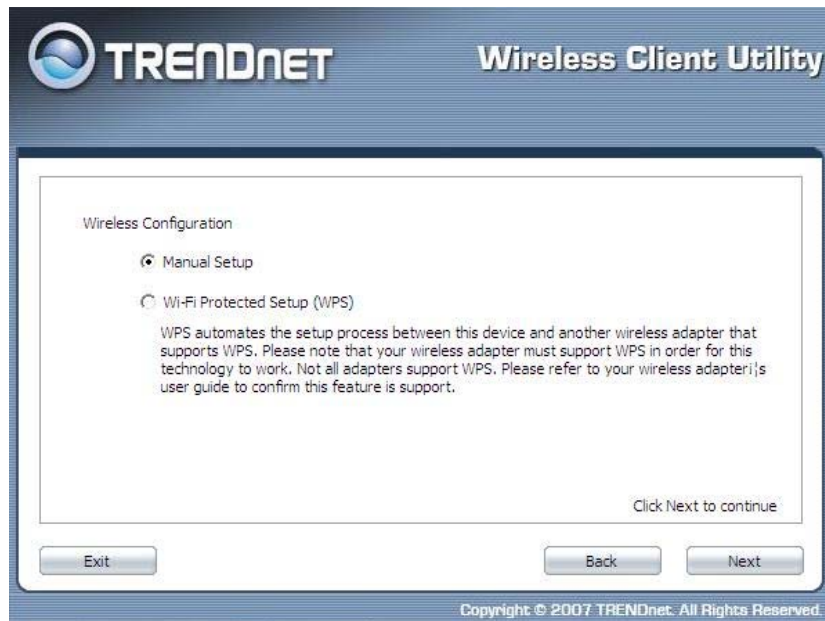 TRENDNET
Wireless Client Utility
Wireless Configuration
Manual Setup
Wi-Fi Protected Setup (WPS)
WPS automates the setup process between this device and another wireless adapter that
supports WPS. Please note that your wireless adapter must support WPS in order for this
technology to work. Not all adapters support WPS. Please refer to your wireless adapter¡¦s
user guide to confirm this feature is support.
Click Next to continue
Exit
Back
Next
Copyright © 2007 TRENDnet. All Rights Reserved.